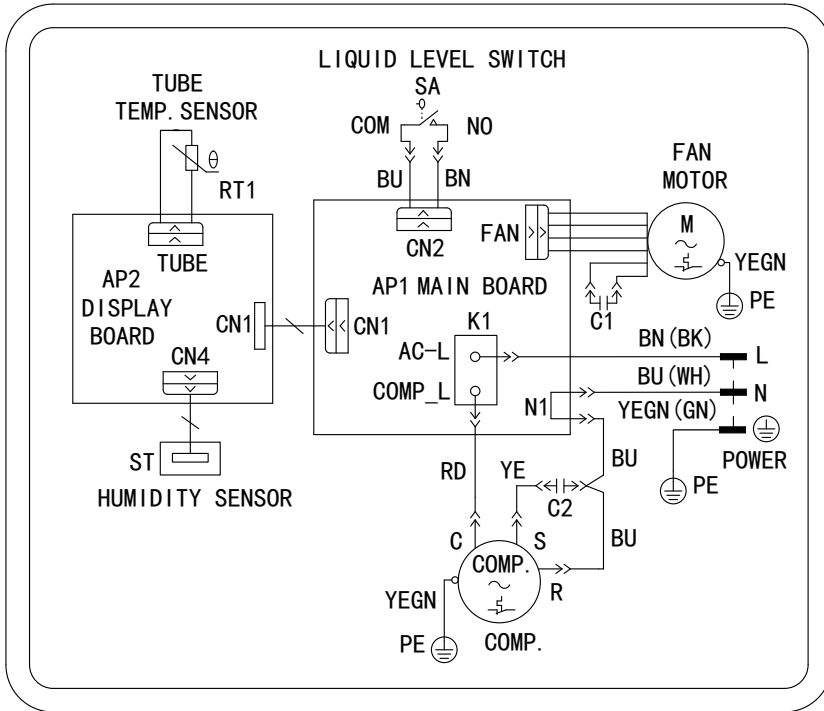 LIQUID LEVEL SWITCH
SA
TUBE
TEMP. SENSOR
COM NO
θ
RT1
BU BN
FAN
MOTOR
M
TUBE
CN2
FAN
YEGN
PE
AP2
DISPLAY
BOARD
AP1 MAIN BOARD
CN1
CN1
C1
K1
BN(BK)
AC-L
L
CN4
BU(WH)
COMP_L
N1
N
YEGN(GN)
POWER
ST
HUMIDITY SENSOR
RD
YE
BU
PE
C2
C
S
BU
COMP.
R
YEGN
PE
COMP.